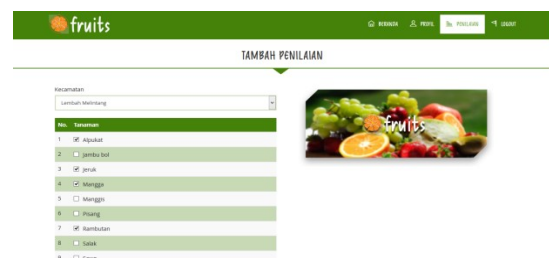 fruits
BERANDA PROFIL PENILAIAN LOGOUT
TAMBAH PENILAIAN
Kecamatan
Lembah Melintang
No. Tanaman
1 Alpukat
2 Jambu bol
3 Jeruk
4 Mangga
5 Manggis
6 Pisang
7 Rambutan
8 Salak
9
fruits